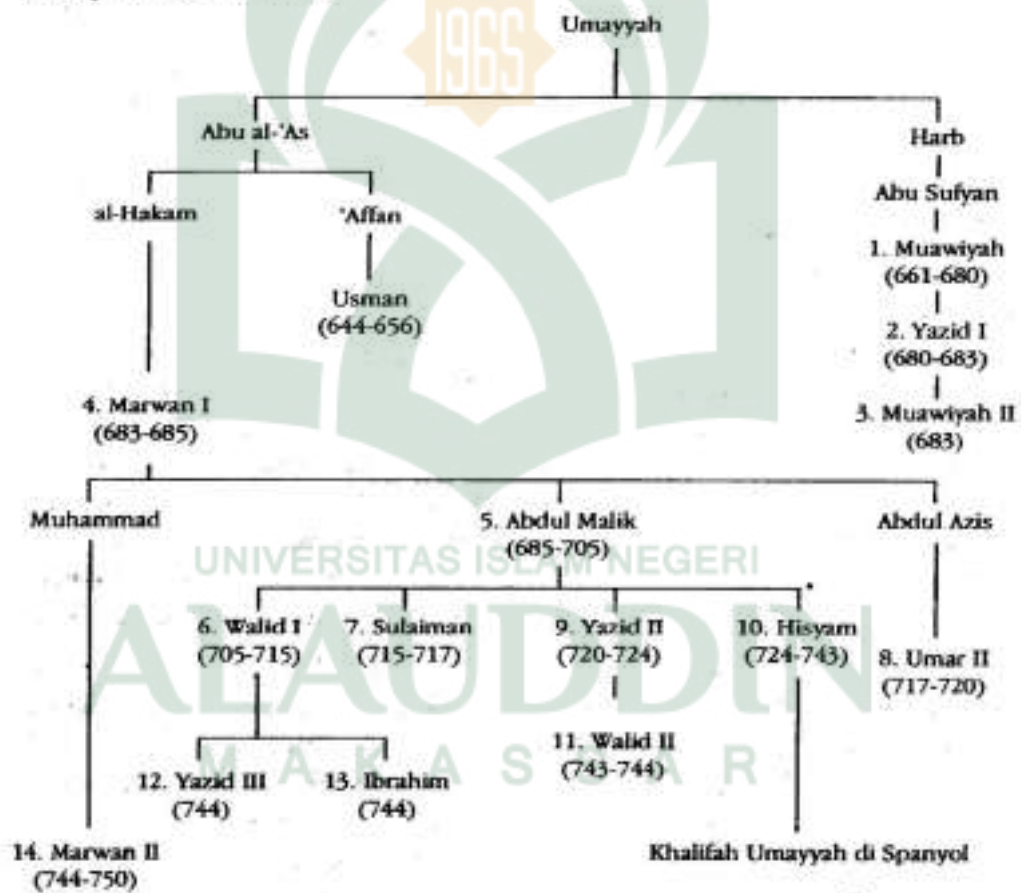 1965
Umayyah
Abu al-'As
Harb
al-Hakam
'Affan
Abu Sufyan
1. Muawiyah
(661-680)
Usman
(644-656)
2. Yazid I
(680-683)
4. Marwan I
(683-685)
3. Muawiyah II
(683)
Muhammad
5. Abdul Malik
(685-705)
Abdul Azis
UNIVERSITAS ISLAM NEGERI
6. Walid I
(705-715)
7. Sulaiman
(715-717)
9. Yazid II
(720-724)
10. Hisyam
(724-743)
8. Umar II
(717-720)
ALAUDDIN
11. Walid II
(743-744)
MAKASSAR
12. Yazid III
(744)
13. Ibrahim
(744)
14. Marwan II
(744-750)
Khalifah Umayyah di Spanyol